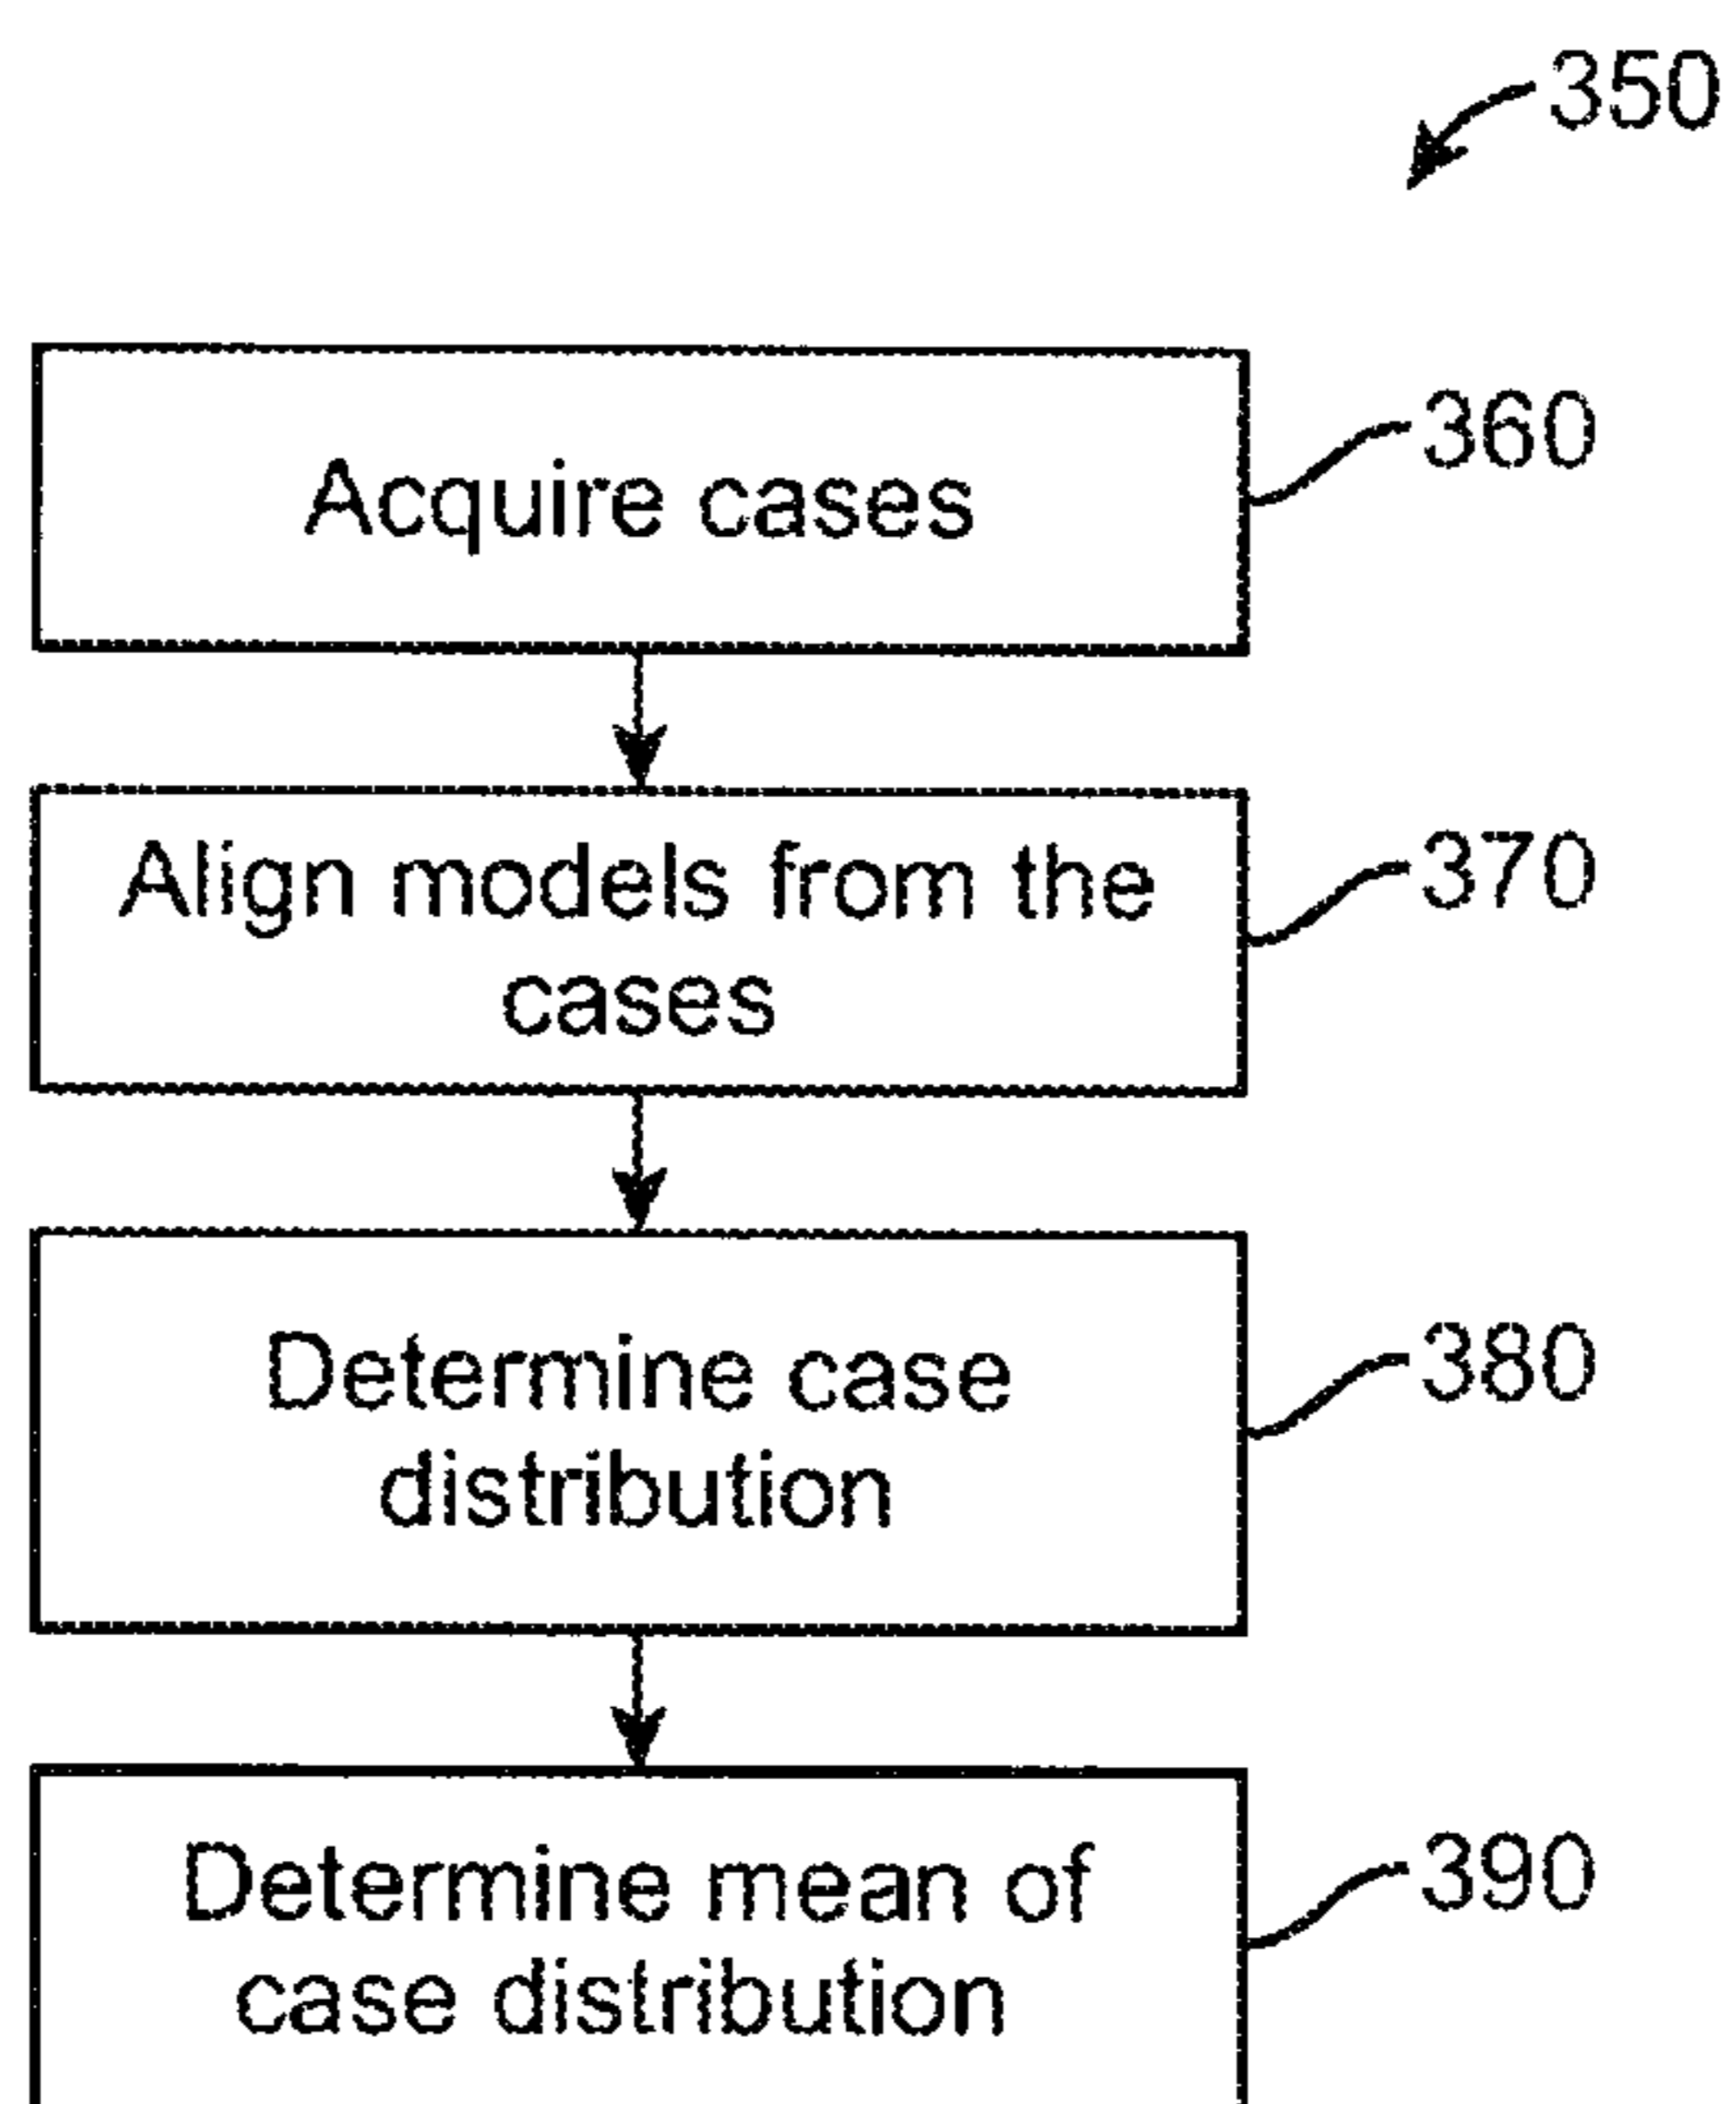 350
Acquire cases
360
Align models from the
cases
370
Determine case
distribution
380
Determine mean of
case distribution
390